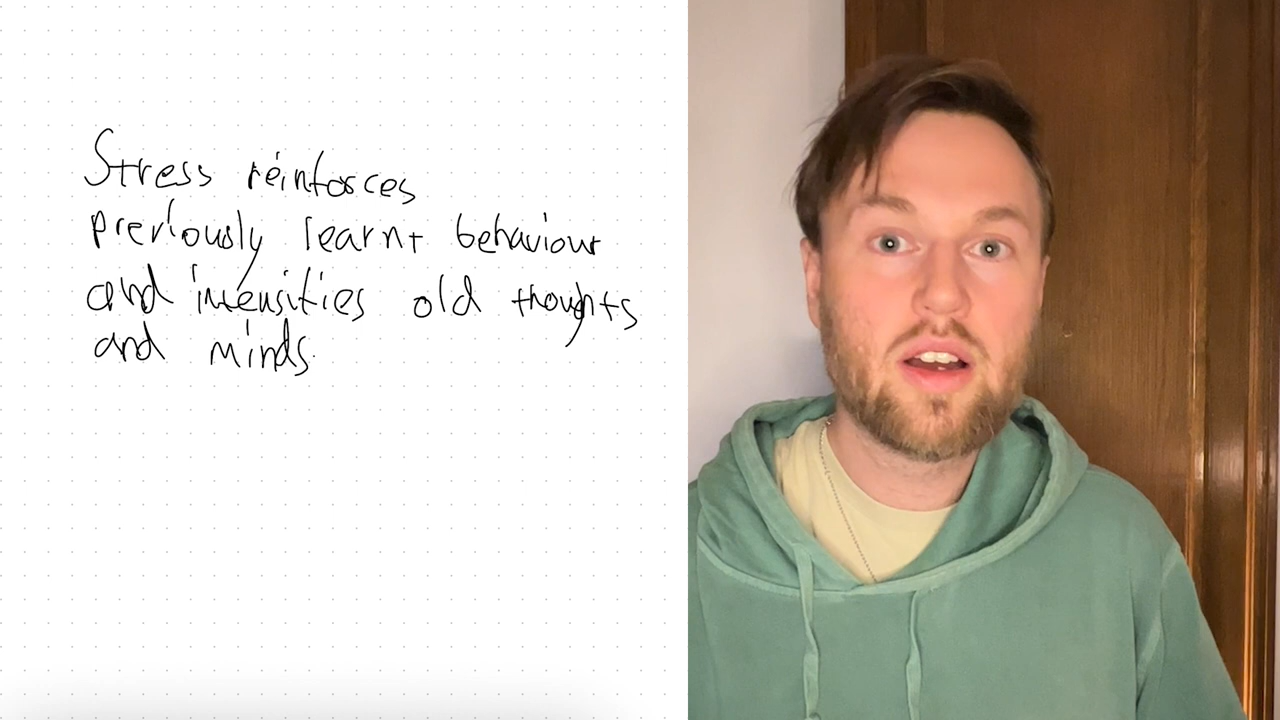 Stress reinforces
previously learnt behaviour
and intensifies old thoughts
and minds.